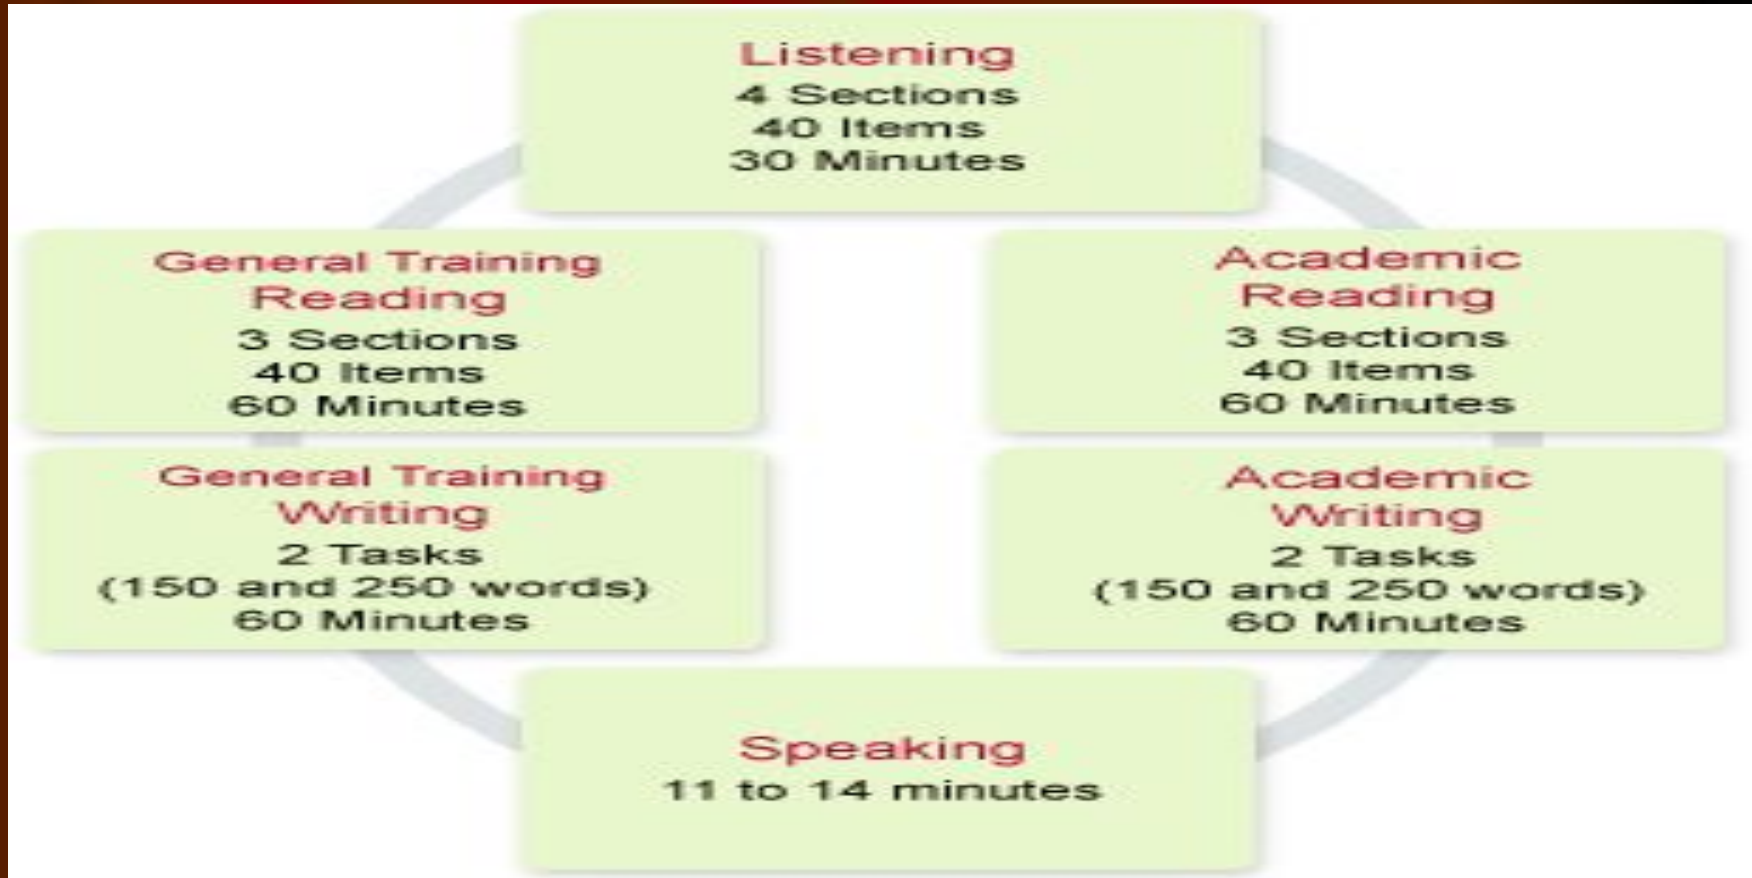 Listening
4 Sections
40 Items
30 Minutes
General Training
Reading
3 Sections
40 Items
60 Minutes
Academic
Reading
3 Sections
40 Items
60 Minutes
General Training
Writing
2 Tasks
(150 and 250 words)
60 Minutes
Academic
Writing
2 Tasks
(150 and 250 words)
60 Minutes
Speaking
11 to 14 minutes